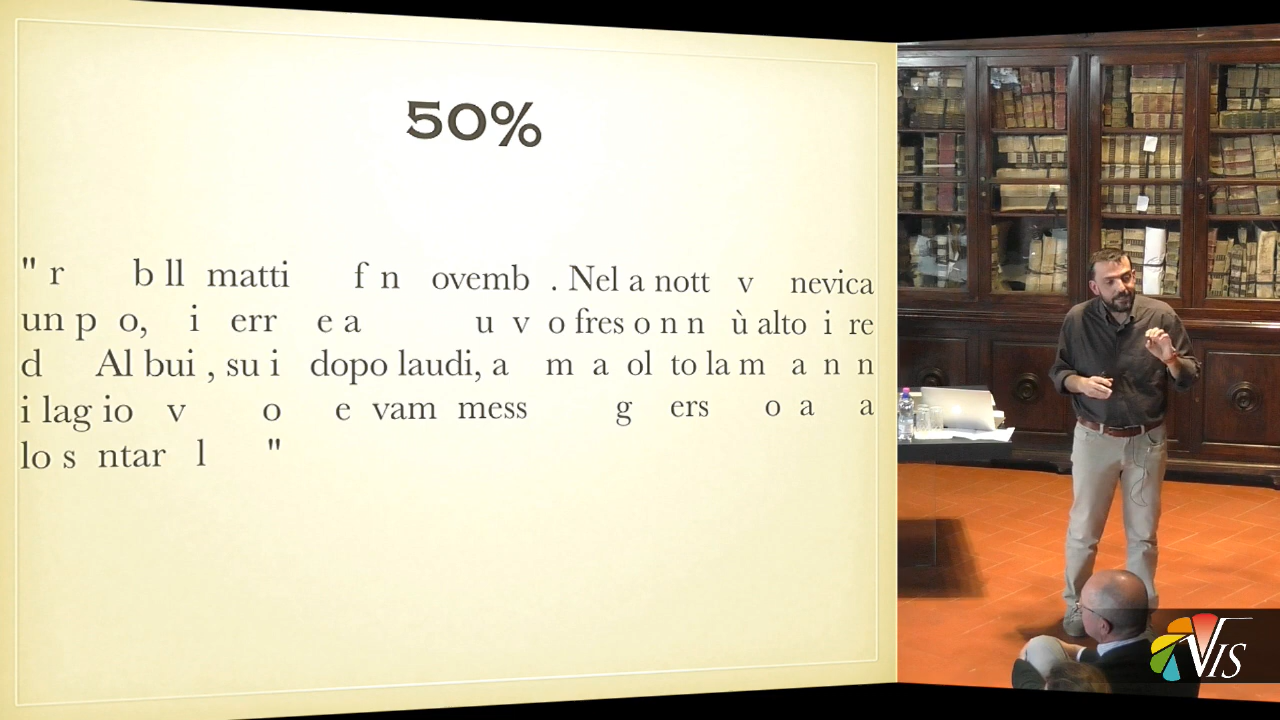 50%
" r b ll matti f n ovemb . Nel a nott v nevica
un p o, i err e a u v o fres o n n ù alto i re
d Al bui , su i dopo laudi, a m a ol to la m a n n
i lag io v o e vam mess g ers o a a
lo s ntar l "
VIS